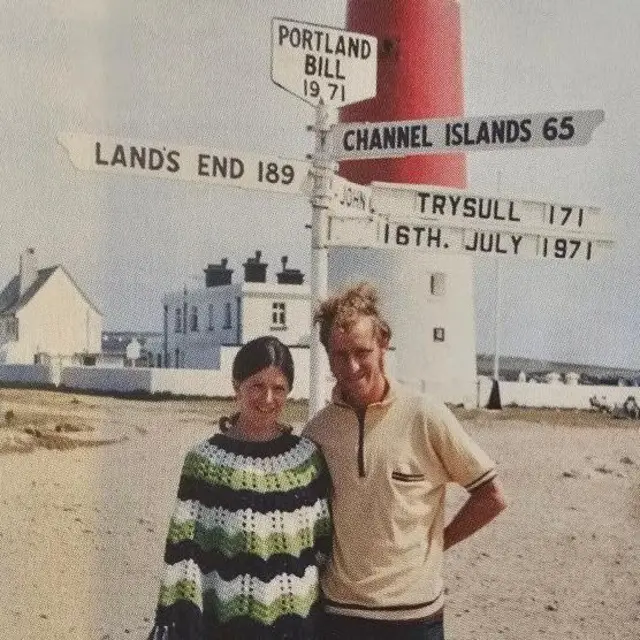 PORTLAND
BILL
1971
CHANNEL ISLANDS 65
LAND'S END 189
TRYSULL 171
16TH. JULY 1971